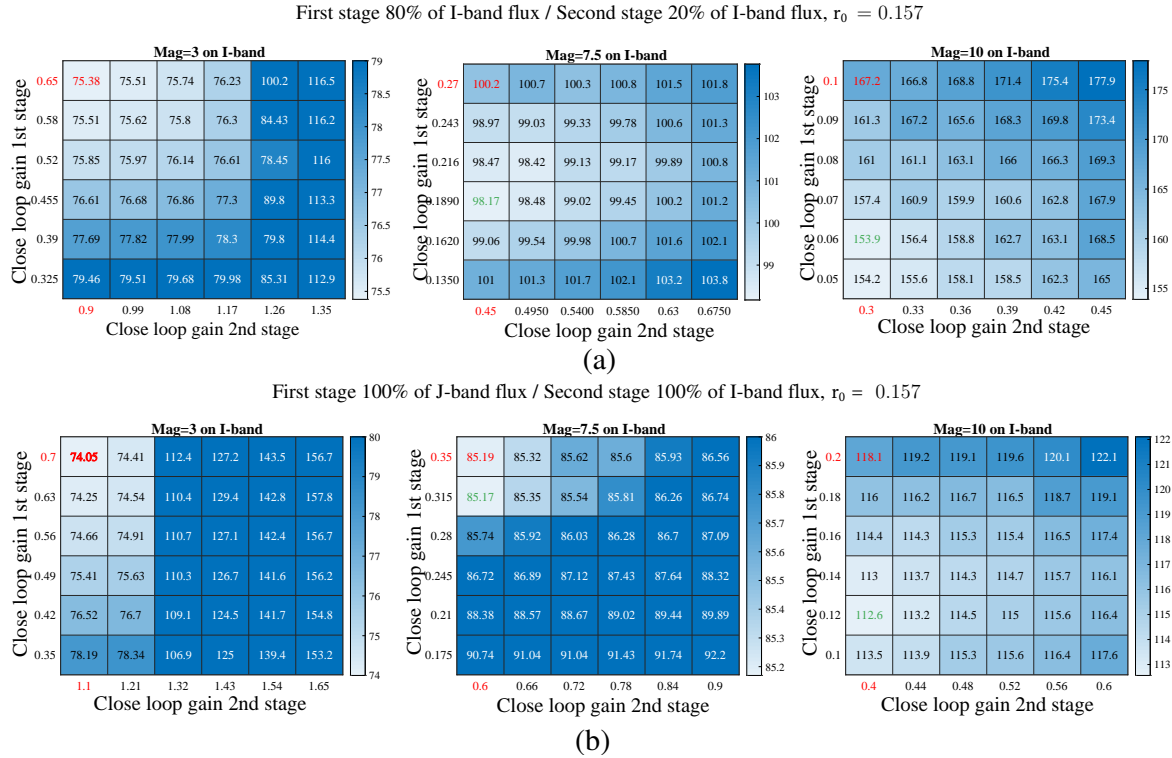 First stage 80% of I-band flux / Second stage 20% of I-band flux, r₀ = 0.157
Mag=3 on I-band
Close loop gain 1st stage
0.65 75.38 75.51 75.74 76.23 100.2 116.5
0.58 75.51 75.62 75.8 76.3 84.43 116.2
0.52 75.85 75.97 76.14 76.61 78.45 116
0.455 76.61 76.68 76.86 77.3 89.8 113.3
0.39 77.69 77.82 77.99 78.3 79.8 114.4
0.325 79.46 79.51 79.68 79.98 85.31 112.9
0.9 0.99 1.08 1.17 1.26 1.35
Close loop gain 2nd stage
79
78.5
78
77.5
77
76.5
76
75.5
Mag=7.5 on I-band
Close loop gain 1st stage
0.27 100.2 100.7 100.3 100.8 101.5 101.8
0.243 98.97 99.03 99.33 99.78 100.6 101.3
0.216 98.47 98.42 99.13 99.17 99.89 100.8
0.1890 98.17 98.48 99.02 99.45 100.2 101.2
0.1620 99.06 99.54 99.98 100.7 101.6 102.1
0.1350 101 101.3 101.7 102.1 103.2 103.8
0.45 0.4950 0.5400 0.5850 0.63 0.6750
Close loop gain 2nd stage
103
102
101
100
99
Mag=10 on I-band
Close loop gain 1st stage
0.1 167.2 166.8 168.8 171.4 175.4 177.9
0.09 161.3 167.2 165.6 168.3 169.8 173.4
0.08 161 161.1 163.1 166 166.3 169.3
0.07 157.4 160.9 159.9 160.6 162.8 167.9
0.06 153.9 156.4 158.8 162.7 163.1 168.5
0.05 154.2 155.6 158.1 158.5 162.3 165
0.3 0.33 0.36 0.39 0.42 0.45
Close loop gain 2nd stage
175
170
165
160
155
(a)
First stage 100% of J-band flux / Second stage 100% of I-band flux, r₀ = 0.157
Mag=3 on I-band
Close loop gain 1st stage
0.7 74.05 74.41 112.4 127.2 143.5 156.7
0.63 74.25 74.54 110.4 129.4 142.8 157.8
0.56 74.66 74.91 110.7 127.1 142.4 156.7
0.49 75.41 75.63 110.3 126.7 141.6 156.2
0.42 76.52 76.7 109.1 124.5 141.7 154.8
0.35 78.19 78.34 106.9 125 139.4 153.2
1.1 1.21 1.32 1.43 1.54 1.65
Close loop gain 2nd stage
80
79
78
77
76
75
74
Mag=7.5 on I-band
Close loop gain 1st stage
0.35 85.19 85.32 85.62 85.6 85.93 86.56
0.315 85.17 85.35 85.54 85.81 86.26 86.74
0.28 85.74 85.92 86.03 86.28 86.7 87.09
0.245 86.72 86.89 87.12 87.43 87.64 88.32
0.21 88.38 88.57 88.67 89.02 89.44 89.89
0.175 90.74 91.04 91.04 91.43 91.74 92.2
0.6 0.66 0.72 0.78 0.84 0.9
Close loop gain 2nd stage
86
85.9
85.8
85.7
85.6
85.5
85.4
85.3
85.2
Mag=10 on I-band
Close loop gain 1st stage
0.2 118.1 119.2 119.1 119.6 120.1 122.1
0.18 116 116.2 116.7 116.5 118.7 119.1
0.16 114.4 114.3 115.3 115.4 116.5 117.4
0.14 113 113.7 114.3 114.7 115.7 116.1
0.12 112.6 113.2 114.5 115 115.6 116.4
0.1 113.5 113.9 115.3 115.6 116.4 117.6
0.4 0.44 0.48 0.52 0.56 0.6
Close loop gain 2nd stage
122
121
120
119
118
117
116
115
114
113
(b)